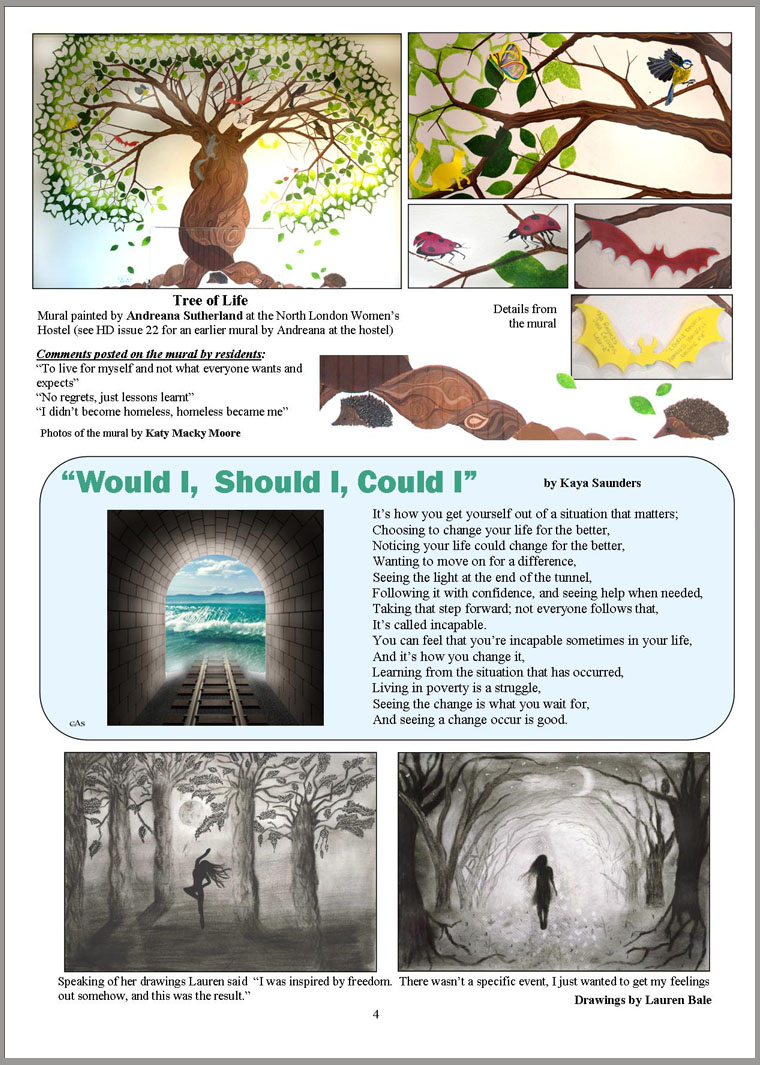 Tree of Life
Mural painted by Andreana Sutherland at the North London Women's
Hostel (see HD issue 22 for an earlier mural by Andreana at the hostel)
Details from
the mural
Comments posted on the mural by residents:
“To live for myself and not what everyone wants and
expects”
“No regrets, just lessons learnt”
“I didn’t become homeless, homeless became me”
Photos of the mural by Katy Macky Moore
“Would I, Should I, Could I”
by Kaya Saunders
It’s how you get yourself out of a situation that matters;
Choosing to change your life for the better,
Noticing your life could change for the better,
Wanting to move on for a difference,
Seeing the light at the end of the tunnel,
Following it with confidence, and seeing help when needed,
Taking that step forward; not everyone follows that,
It’s called incapable.
You can feel that you’re incapable sometimes in your life,
And it’s how you change it,
Learning from the situation that has occurred,
Living in poverty is a struggle,
Seeing the change is what you wait for,
And seeing a change occur is good.
cAs
Speaking of her drawings Lauren said “I was inspired by freedom. There wasn’t a specific event, I just wanted to get my feelings
out somehow, and this was the result.”
Drawings by Lauren Bale
4